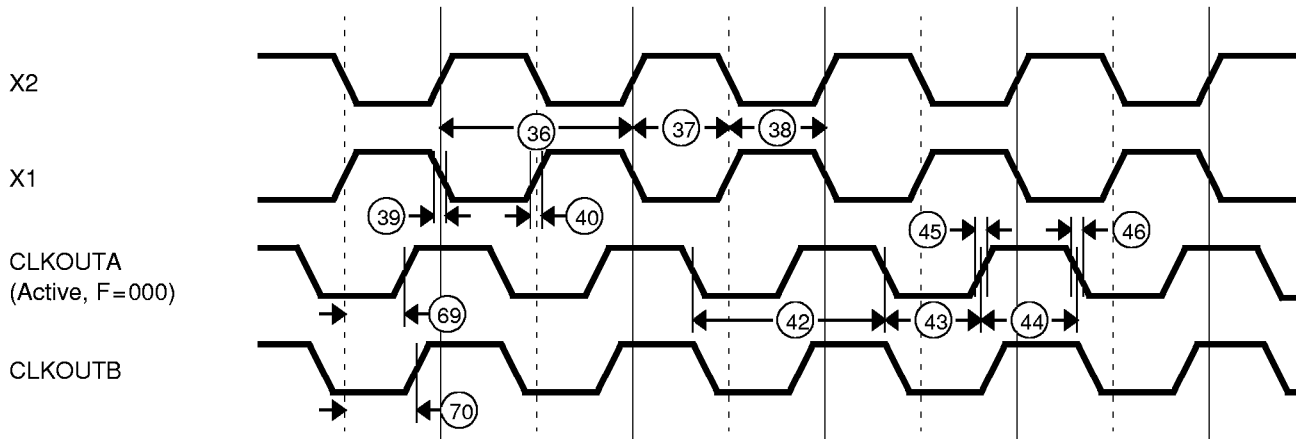 X2
36
37
38
X1
39
40
45
46
CLKOUTA
(Active, F=000)
69
42
43
44
CLKOUTB
70